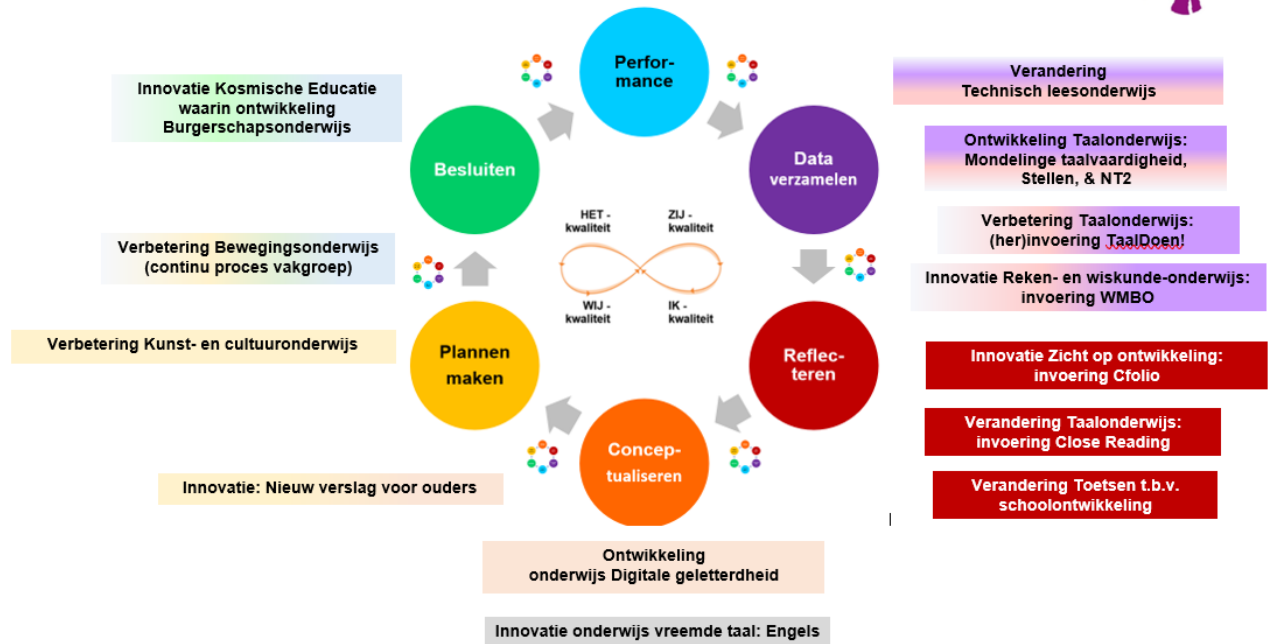 Perfor-
mance
Data
verzamelen
Reflec-
teren
Concep-
tualiseren
Plannen
maken
Besluiten
HET -
kwaliteit
ZIJ -
kwaliteit
WIJ -
kwaliteit
IK -
kwaliteit
Innovatie Kosmische Educatie
waarin ontwikkeling
Burgerschapsonderwijs
Verbetering Bewegingsonderwijs
(continu proces vakgroep)
Verbetering Kunst- en cultuuronderwijs
Innovatie: Nieuw verslag voor ouders
Verandering
Technisch leesonderwijs
Ontwikkeling Taalonderwijs:
Mondelinge taalvaardigheid,
Stellen, & NT2
Verbetering Taalonderwijs:
(her)invoering TaalDoen!
Innovatie Reken- en wiskunde-onderwijs:
invoering WMBO
Innovatie Zicht op ontwikkeling:
invoering Cfolio
Verandering Taalonderwijs:
invoering Close Reading
Verandering Toetsen t.b.v.
schoolontwikkeling
Ontwikkeling
onderwijs Digitale geletterdheid
Innovatie onderwijs vreemde taal: Engels